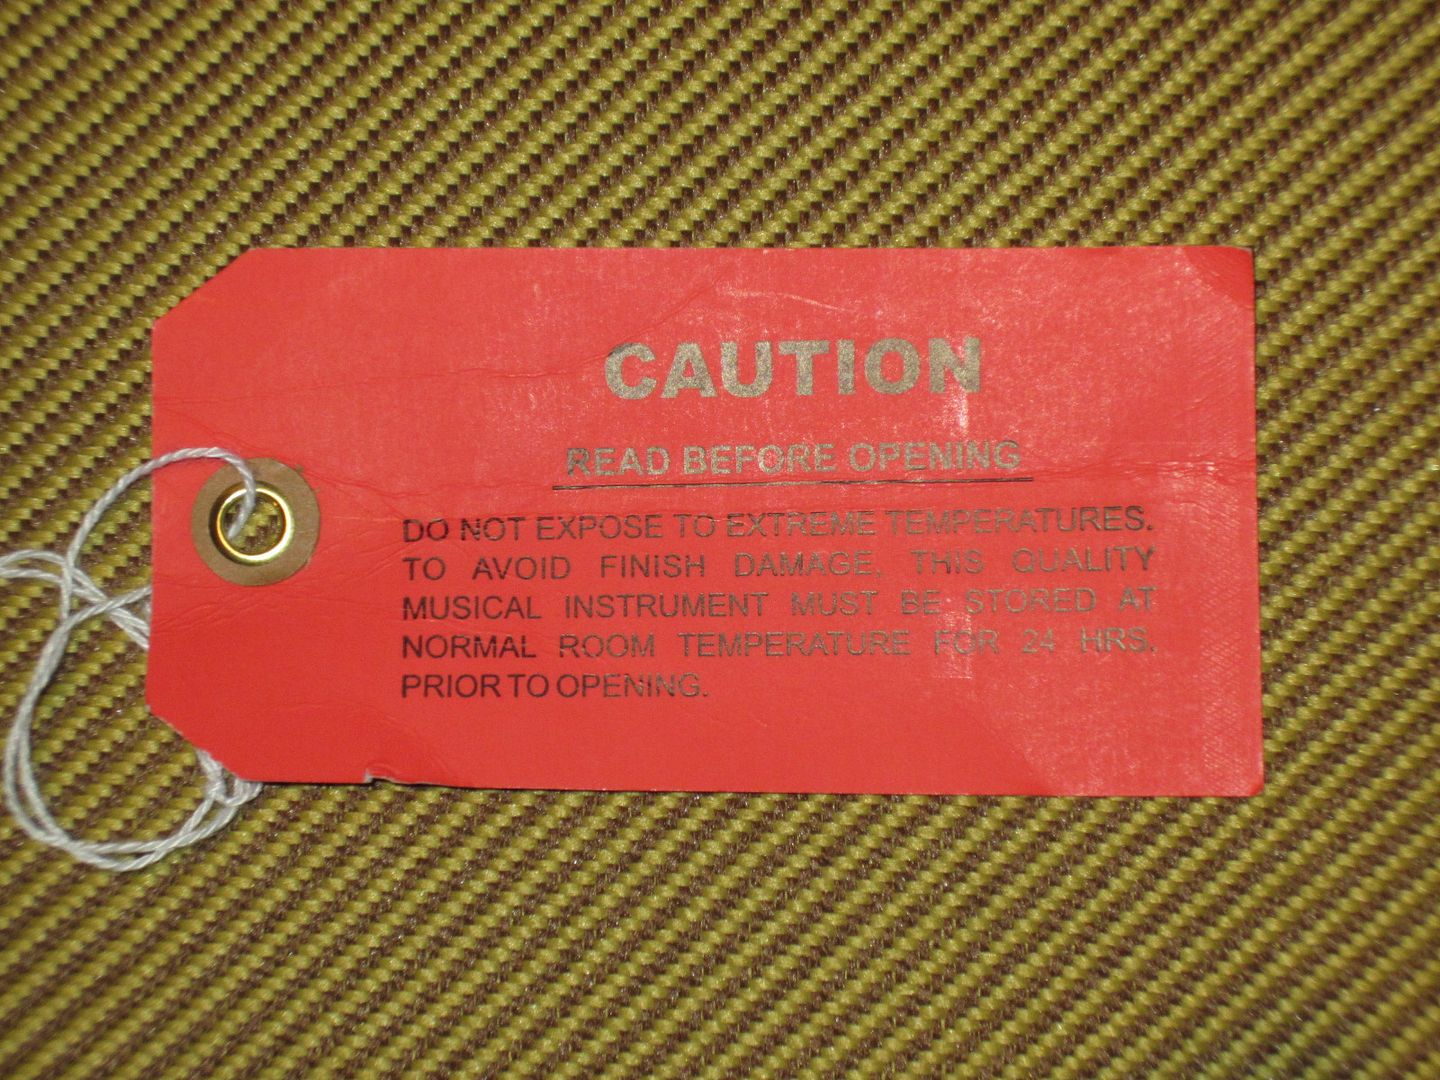 CAUTION
READ BEFORE OPENING
DO NOT EXPOSE TO EXTREME TEMPERATURES.
TO AVOID FINISH DAMAGE, THIS QUALITY
MUSICAL INSTRUMENT MUST BE STORED AT
NORMAL ROOM TEMPERATURE FOR 24 HRS.
PRIOR TO OPENING.